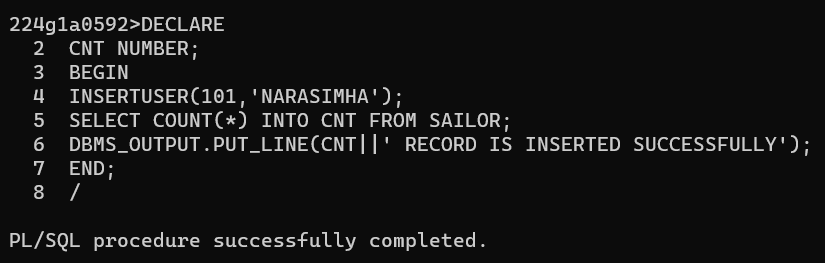 224g1a0592>DECLARE
2 CNT NUMBER;
3 BEGIN
4 INSERTUSER(101,'NARASIMHA');
5 SELECT COUNT(*) INTO CNT FROM SAILOR;
6 DBMS_OUTPUT.PUT_LINE(CNT||' RECORD IS INSERTED SUCCESSFULLY');
7 END;
8 /
PL/SQL procedure successfully completed.